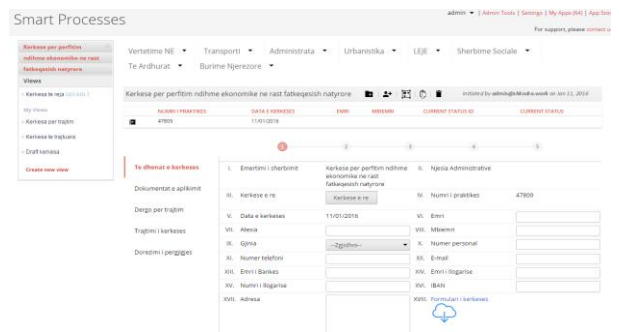 Smart Processes
admin | Admin Tools | Settings | My Apps (64) | App Store
For support, please contact us
Kerkese per perfitim
ndihme ekonomike ne rast
fatkeqesish natyrore
Views
Kerkesa te reja DEFAULT
My Views
Kerkesa per trajtim
Kerkesa te trajtuara
Draft kerkesa
Create new view
Vertetime NE Transporti Administrata Urbanistika LEJE Sherbime Sociale
Te Ardhurat Burime Njerezore
Kerkese per perfitim ndihme ekonomike ne rast fatkeqesish natyrore Initiated by on Jan 11, 2016
NUMRI I PRAKTIKES DATA E KERKESES EMRI MBIEMRI CURRENT STATUS ID CURRENT STATUS
47809 11/01/2016
1 2 3 4 5
Te dhenat e kerkeses
Dokumentat e aplikimit
Dergo per trajtim
Trajtimi i kerkeses
Dorezimi i pergjigjes
I. Emertimi i sherbimit Kerkese per perfitim ndihme ekonomike ne rast fatkeqesish natyrore II. Njesia Administrative
III. Kerkese e re Kerkese e re IV. Numri i praktikes 47809
V. Data e kerkeses 11/01/2016 VI. Emri
VII. Atesia VIII. Mbiemri
IX. Gjinia --Zgjidhni-- X. Numer personal
XI. Numer telefoni XII. E-mail
XIII. Emri i Bankes XIV. Emri i llogarise
XV. Numri i llogarise XVI. IBAN
XVII. Adresa XVIII. Formulari i kerkeses